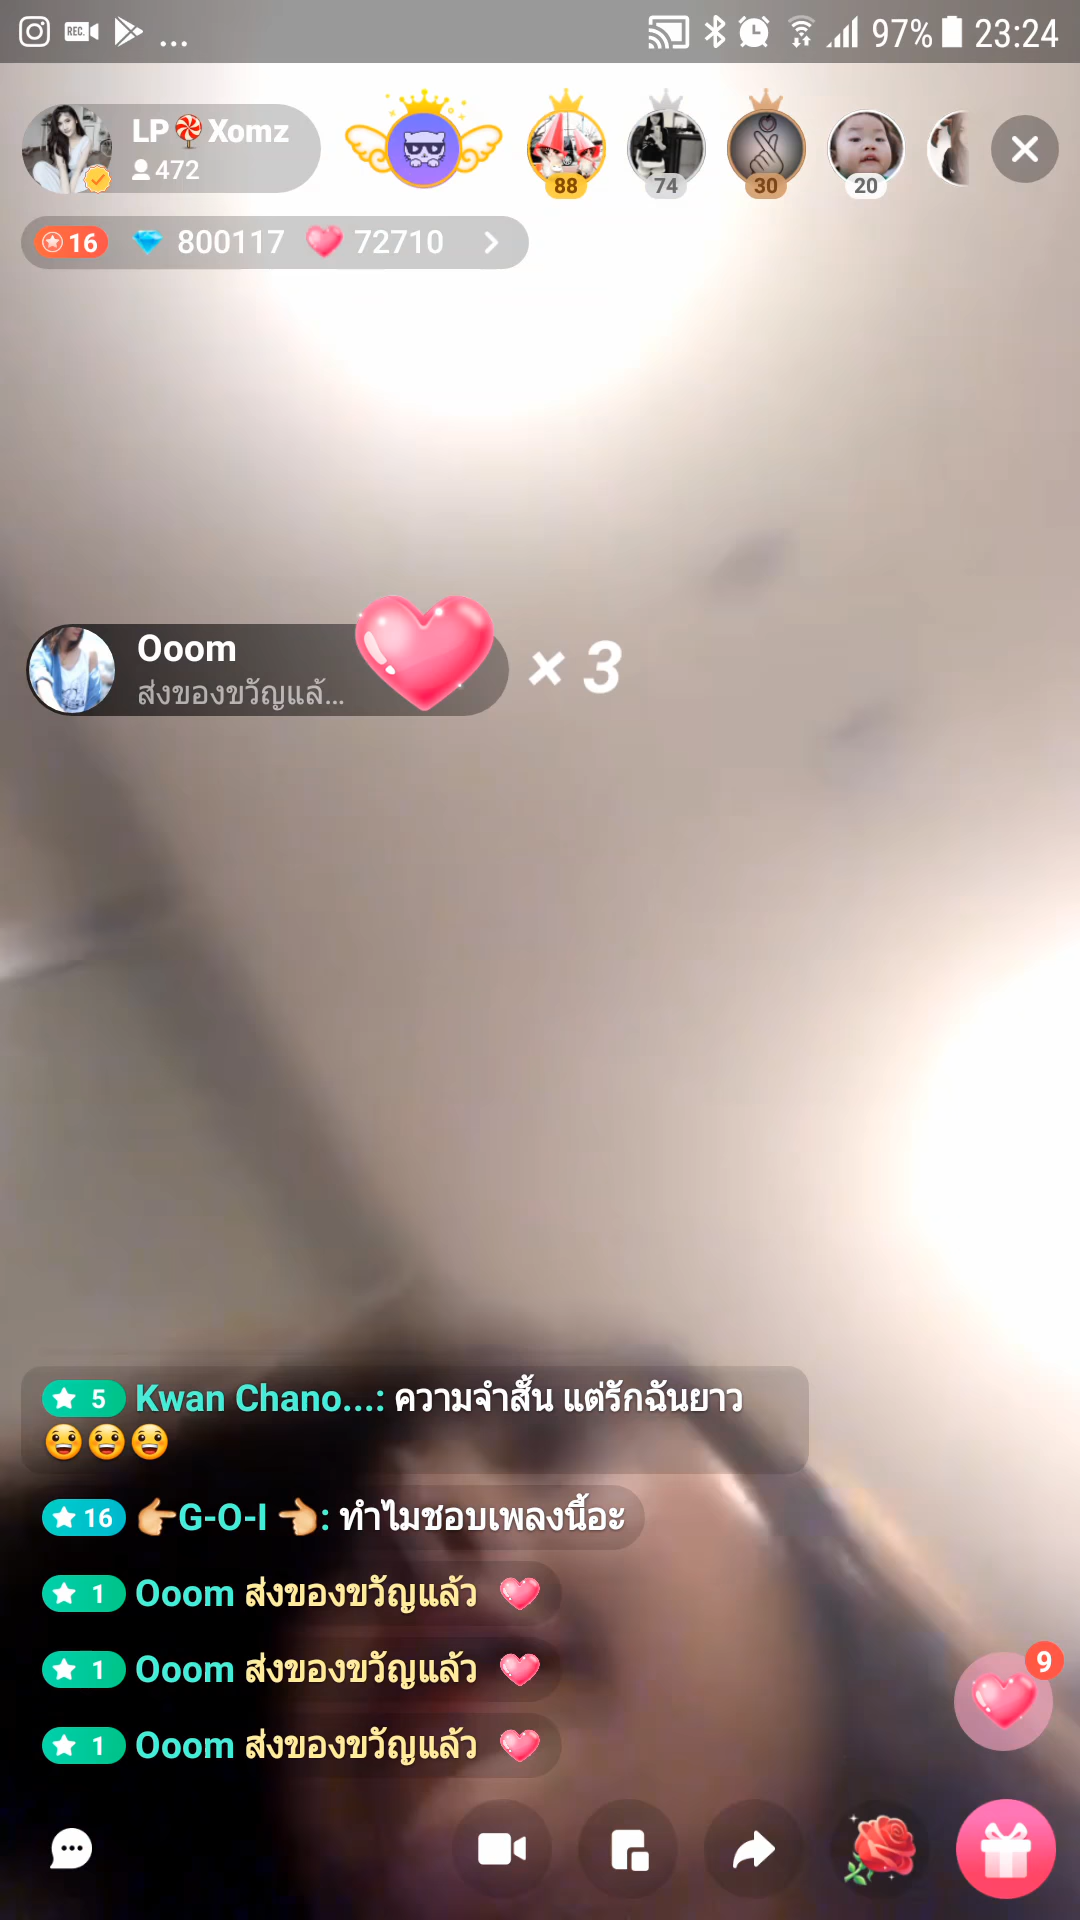 REC.
97%
23:24
LP Xomz
472
88
74
30
20
16 800117 72710
Ooom
ส่งของขวัญแล้...
× 3
5 Kwan Chano...: ความจำสั้น แต่รักฉันยาว
16 G-O-I : ทำไมชอบเพลงนี้อะ
1 Ooom ส่งของขวัญแล้ว
1 Ooom ส่งของขวัญแล้ว
1 Ooom ส่งของขวัญแล้ว
9